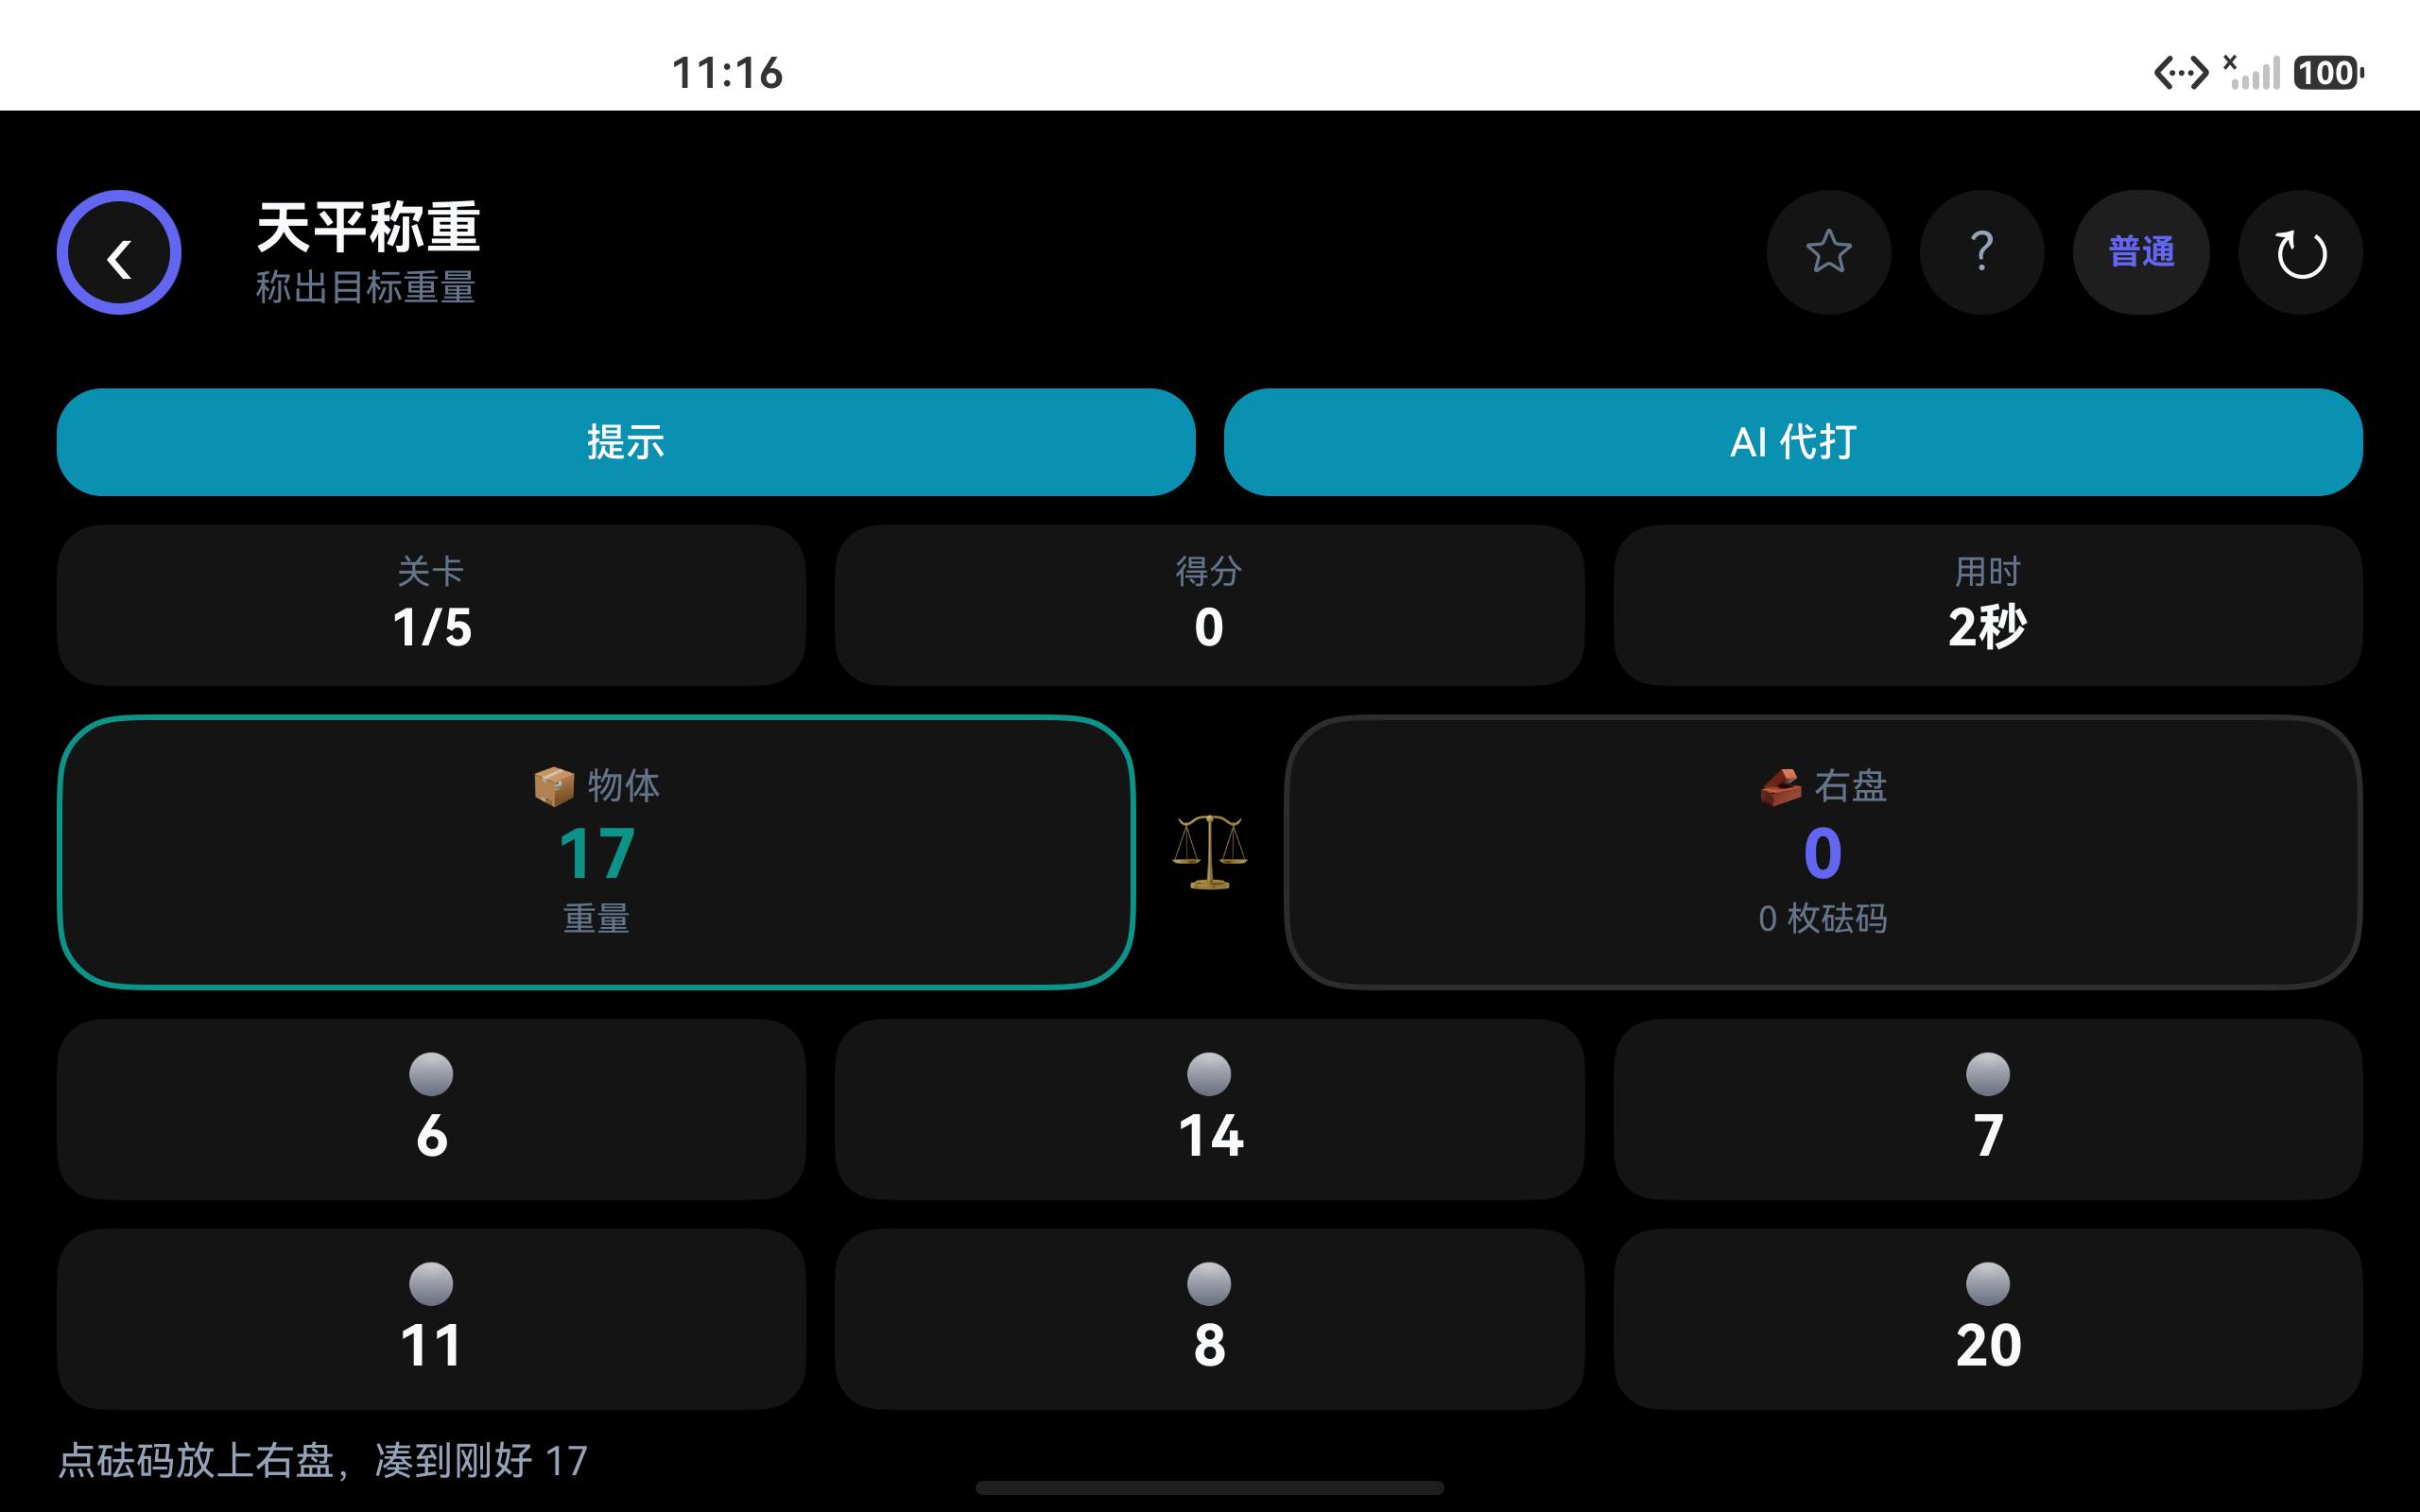 11:16
100
天平称重
称出目标重量
?
普通
提示
AI 代打
关卡
得分
用时
1/5
0
2秒
物体
右盘
17
0
重量
0 枚砝码
6
14
7
11
8
20
点砝码放上右盘，凑到刚好 17